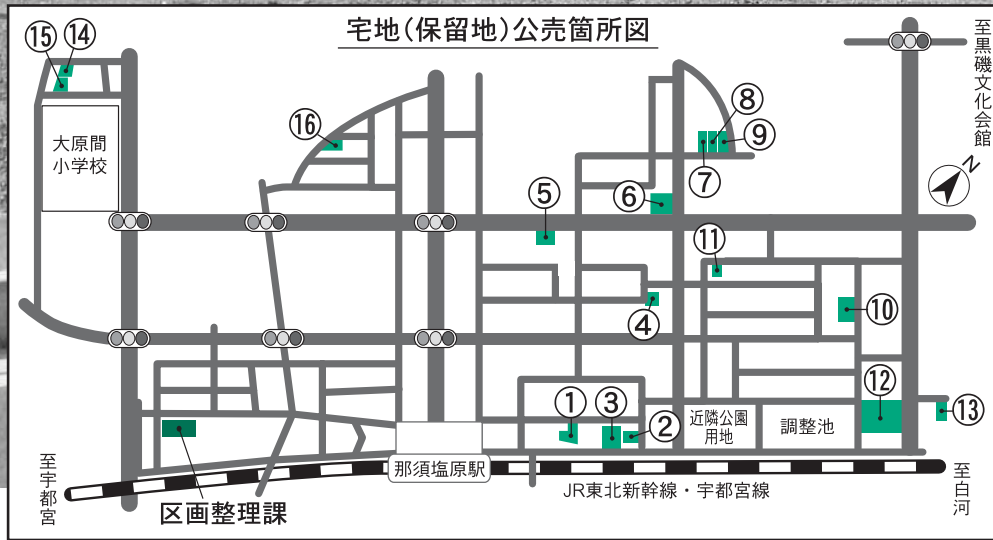 宅地(保留地)公売箇所図
至黒磯文化会館
N
⑮
⑭
大原間
小学校
⑯
⑤
⑥
⑦
⑧
⑨
⑪
④
⑩
①
③
②
近隣公園
用地
調整池
⑫
⑬
至宇都宮
区画整理課
那須塩原駅
JR東北新幹線・宇都宮線
至白河